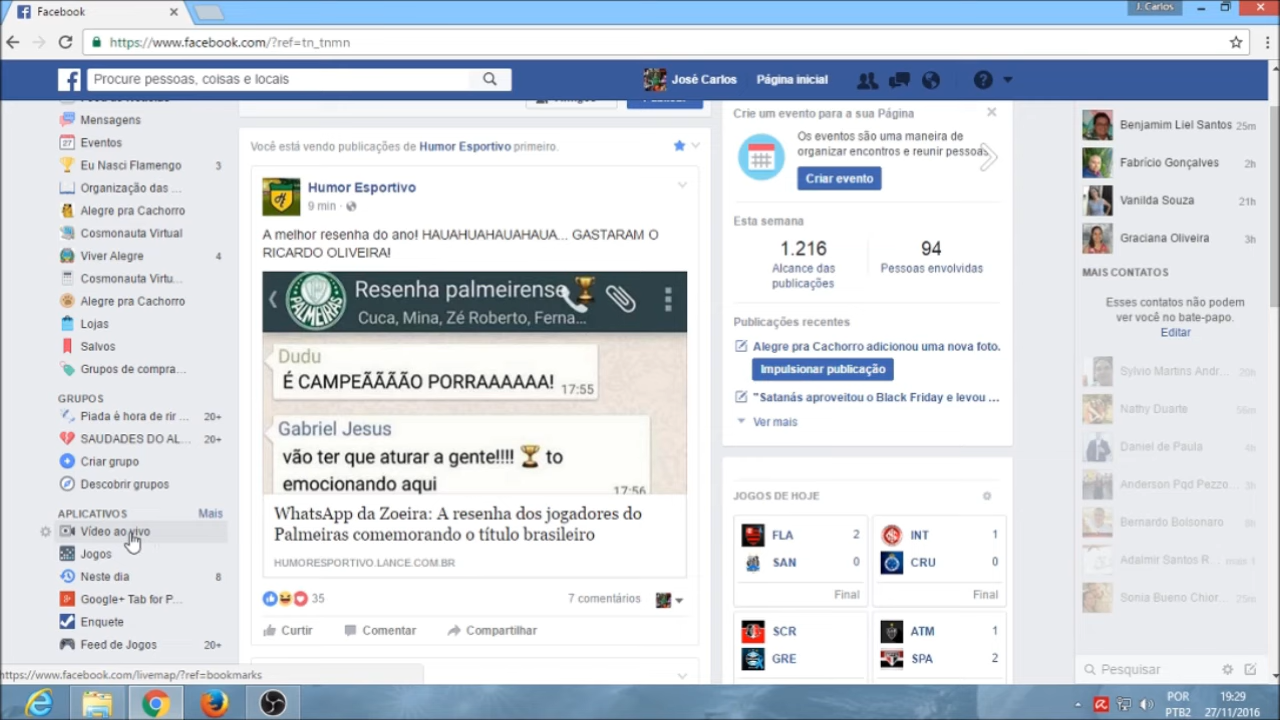 Facebook
J. Carlos
https://www.facebook.com/?ref=tn_tnmn
Procure pessoas, coisas e locais
José Carlos
Página inicial
Mensagens
27 Eventos
Eu Nasci Flamengo 3
Organização das ...
Alegre pra Cachorro
Cosmonauta Virtual
Viver Alegre 4
Cosmonauta Virtu...
Alegre pra Cachorro
Lojas
Salvos
Grupos de compra...
GRUPOS
Piada é hora de rir ... 20+
SAUDADES DO AL... 20+
Criar grupo
Descobrir grupos
APLICATIVOS Mais
Vídeo ao vivo
Jogos
Neste dia 8
Google+ Tab for P...
Enquete
Feed de Jogos 20+
https://www.facebook.com/livemap/?ref=bookmarks
Você está vendo publicações de Humor Esportivo primeiro.
Humor Esportivo
9 min ·
A melhor resenha do ano! HAUAHUAHAUAHAUA... GASTARAM O
RICARDO OLIVEIRA!
PALMEIRAS
Resenha palmeirense
Cuca, Mina, Zé Roberto, Ferna...
Dudu
É CAMPEÃÃÃÃO PORRAAAAAA! 17:55
Gabriel Jesus
vão ter que aturar a gente!!!! to
emocionando aqui 17:56
WhatsApp da Zoeira: A resenha dos jogadores do
Palmeiras comemorando o título brasileiro
HUMORESPORTIVO.LANCE.COM.BR
35
7 comentários
Curtir
Comentar
Compartilhar
Crie um evento para a sua Página
Os eventos são uma maneira de
organizar encontros e reunir pessoas
Criar evento
Esta semana
1.216
Alcance das
publicações
94
Pessoas envolvidas
Publicações recentes
Alegre pra Cachorro adicionou uma nova foto.
Impulsionar publicação
"Satanás aproveitou o Black Friday e levou ...
Ver mais
JOGOS DE HOJE
FLA 2
SAN 0
Final
INT 1
CRU 0
Final
SCR
GRE
ATM 1
SPA 2
Benjamim Liel Santos 25m
Fabrício Gonçalves 2h
Vanilda Souza 21h
Graciana Oliveira 3h
MAIS CONTATOS
Esses contatos não podem
ver você no bate-papo.
Editar
Sylvio Martins Andr...
Nathy Duarte
Daniel de Paula
Anderson Pqd Pezzo...
Bernardo Bolsonaro
Adalmir Santos R...
Sonia Bueno Chior...
Pesquisar
POR
PTB2
19:29
27/11/2016